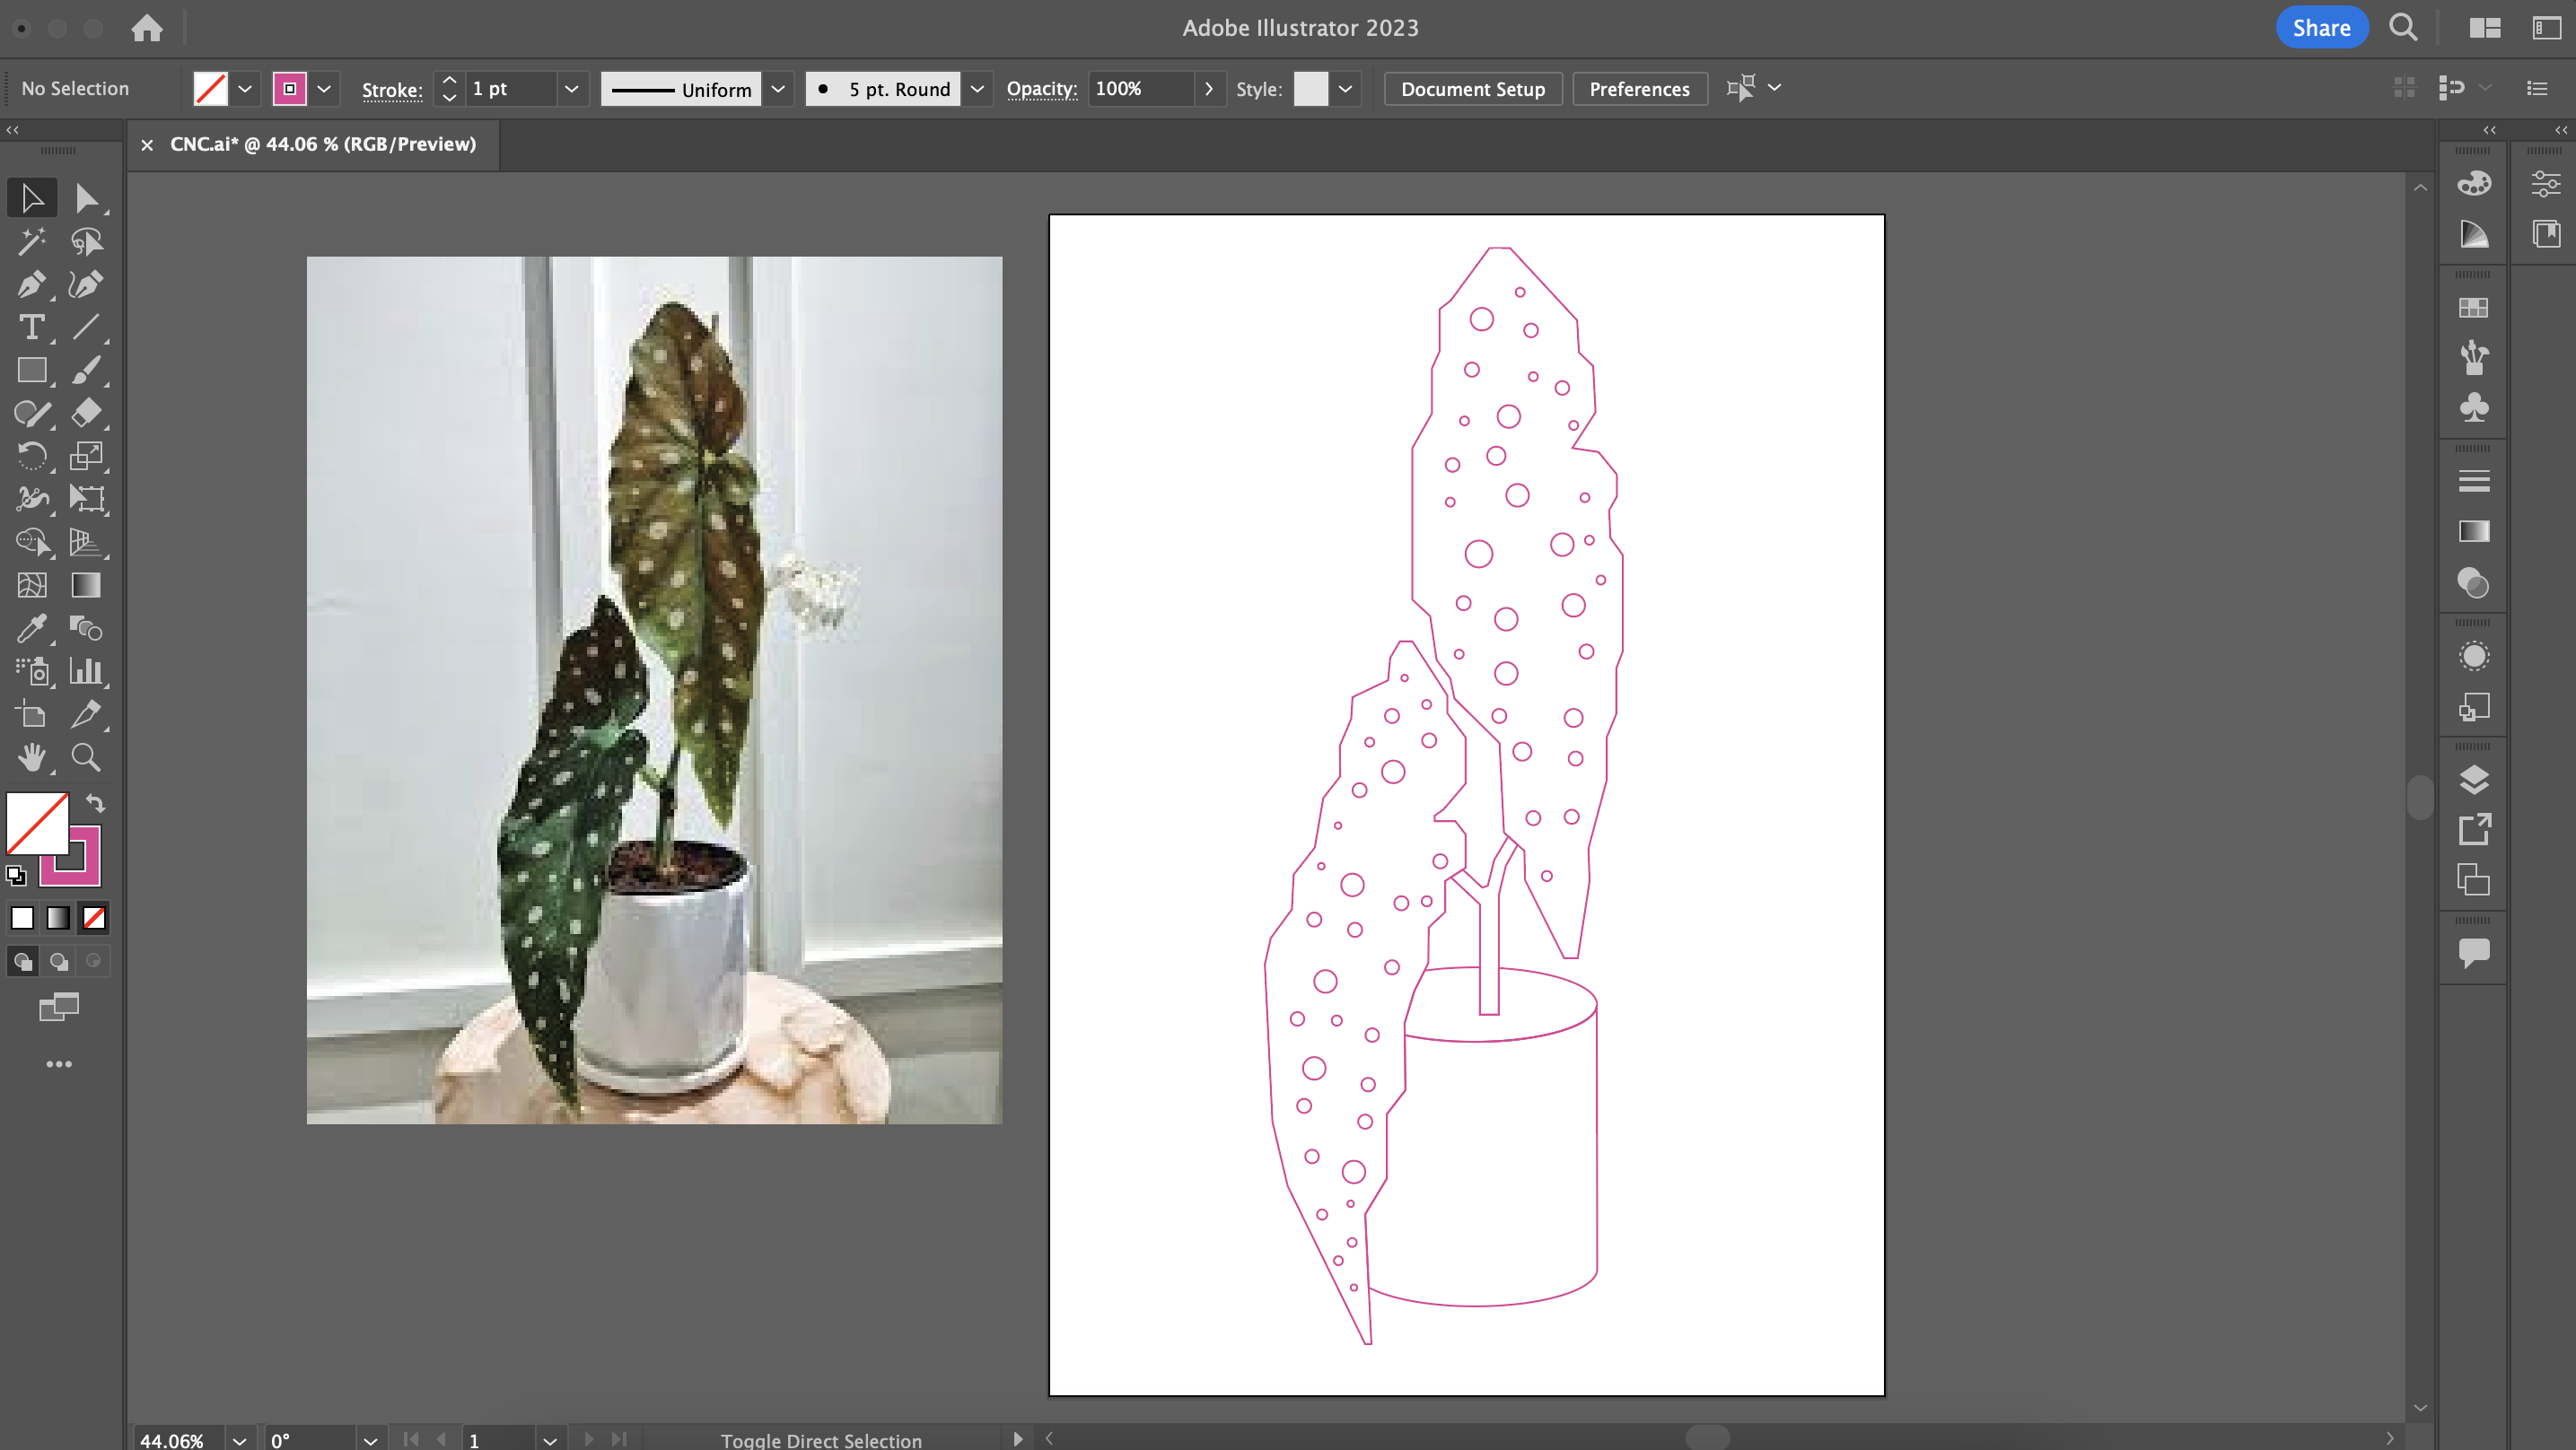 Adobe Illustrator 2023
Share
No Selection
Stroke:
1 pt
Uniform
5 pt. Round
Opacity:
100%
Style:
Document Setup
Preferences
CNC.ai* @ 44.06 % (RGB/Preview)
44.06%
0°
1
Toggle Direct Selection